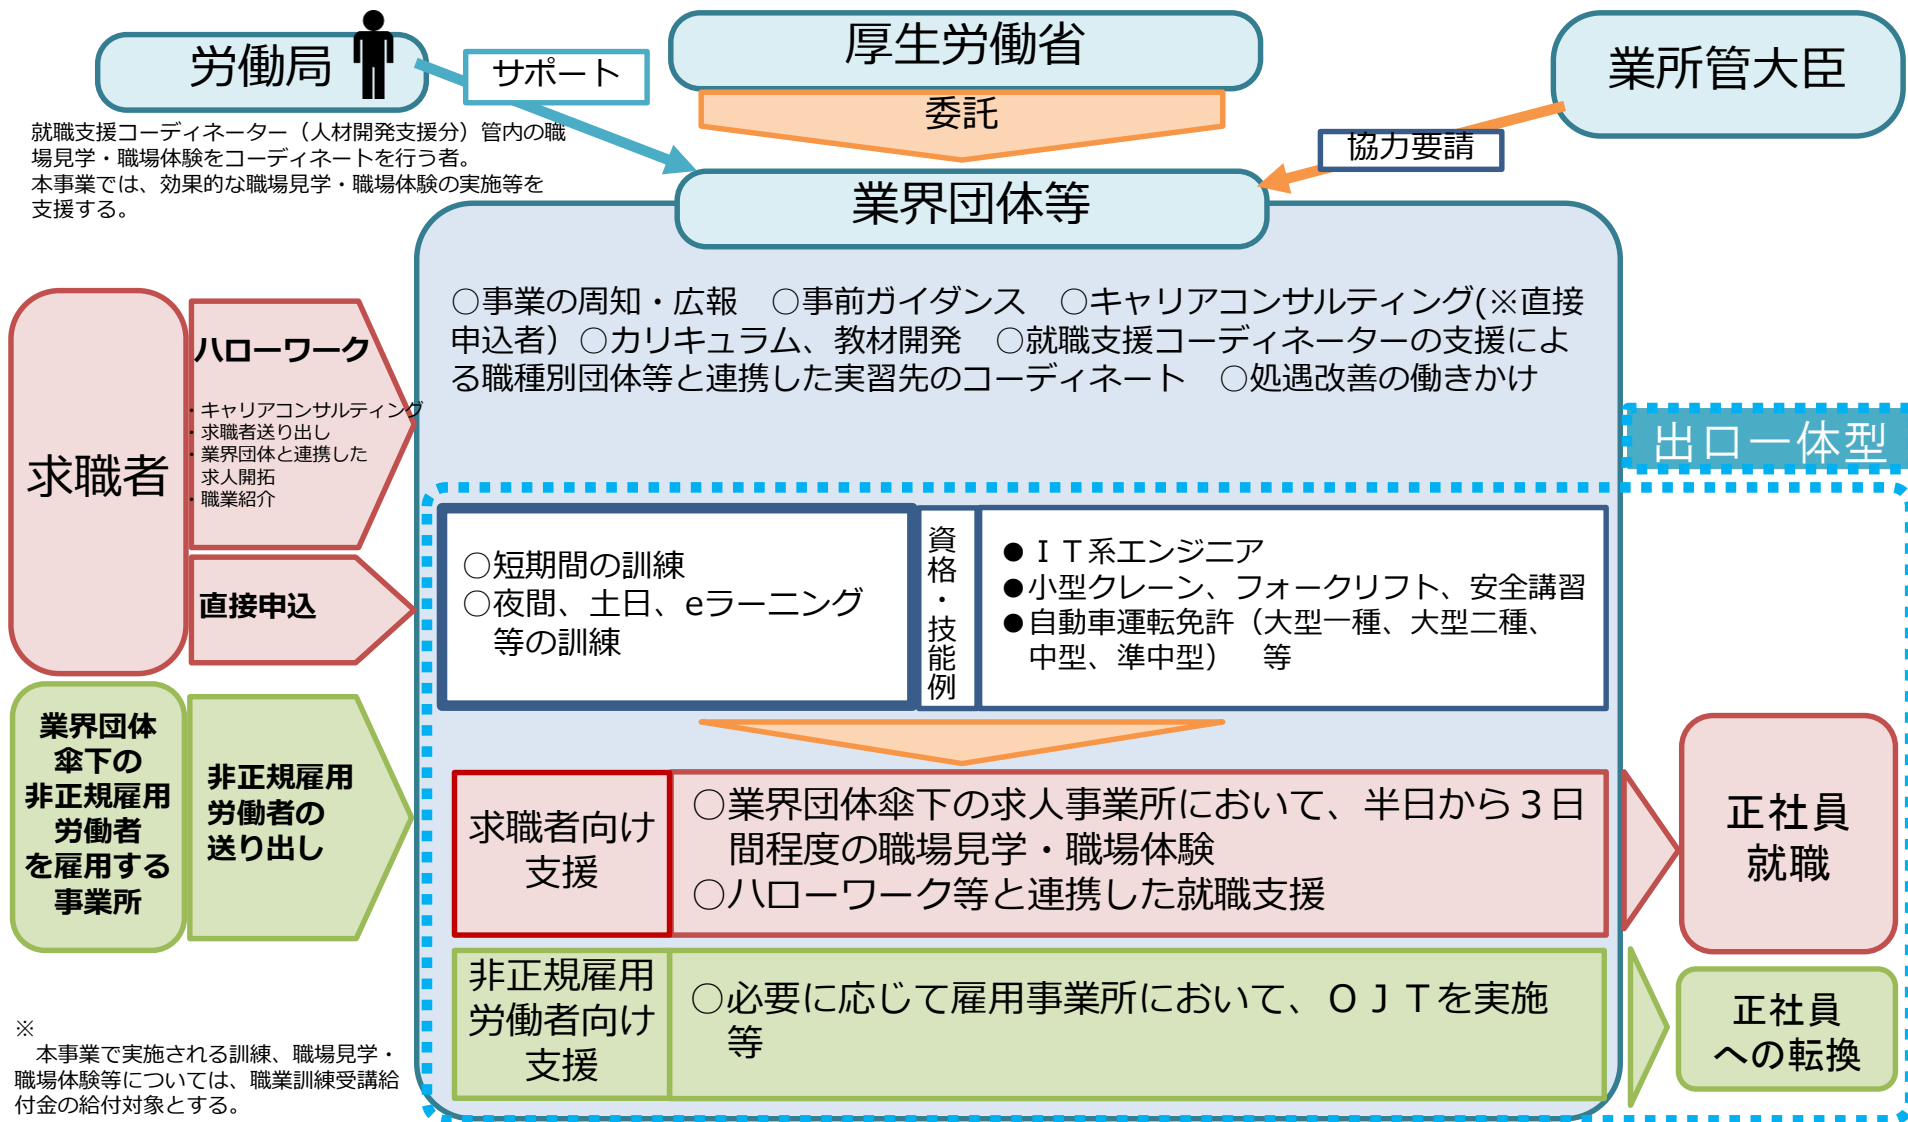 労働局
サポート
厚生労働省
委託
業所管大臣
協力要請
就職支援コーディネーター（人材開発支援分）管内の職
場見学・職場体験をコーディネートを行う者。
本事業では、効果的な職場見学・職場体験の実施等を
支援する。
業界団体等
○事業の周知・広報　○事前ガイダンス　○キャリアコンサルティング(※直接
申込者）○カリキュラム、教材開発　○就職支援コーディネーターの支援によ
る職種別団体等と連携した実習先のコーディネート　○処遇改善の働きかけ
求職者
ハローワーク
・キャリアコンサルティング
・求職者送り出し
・業界団体と連携した
求人開拓
・職業紹介
直接申込
出口一体型
○短期間の訓練
○夜間、土日、eラーニング
等の訓練
資格・技能例
●ＩＴ系エンジニア
●小型クレーン、フォークリフト、安全講習
●自動車運転免許（大型一種、大型二種、
中型、準中型）　等
業界団体
傘下の
非正規雇用
労働者
を雇用する
事業所
非正規雇用
労働者の
送り出し
求職者向け
支援
○業界団体傘下の求人事業所において、半日から３日
間程度の職場見学・職場体験
○ハローワーク等と連携した就職支援
正社員
就職
非正規雇用
労働者向け
支援
○必要に応じて雇用事業所において、ＯＪＴを実施
等
正社員
への転換
※
本事業で実施される訓練、職場見学・
職場体験等については、職業訓練受講給
付金の給付対象とする。